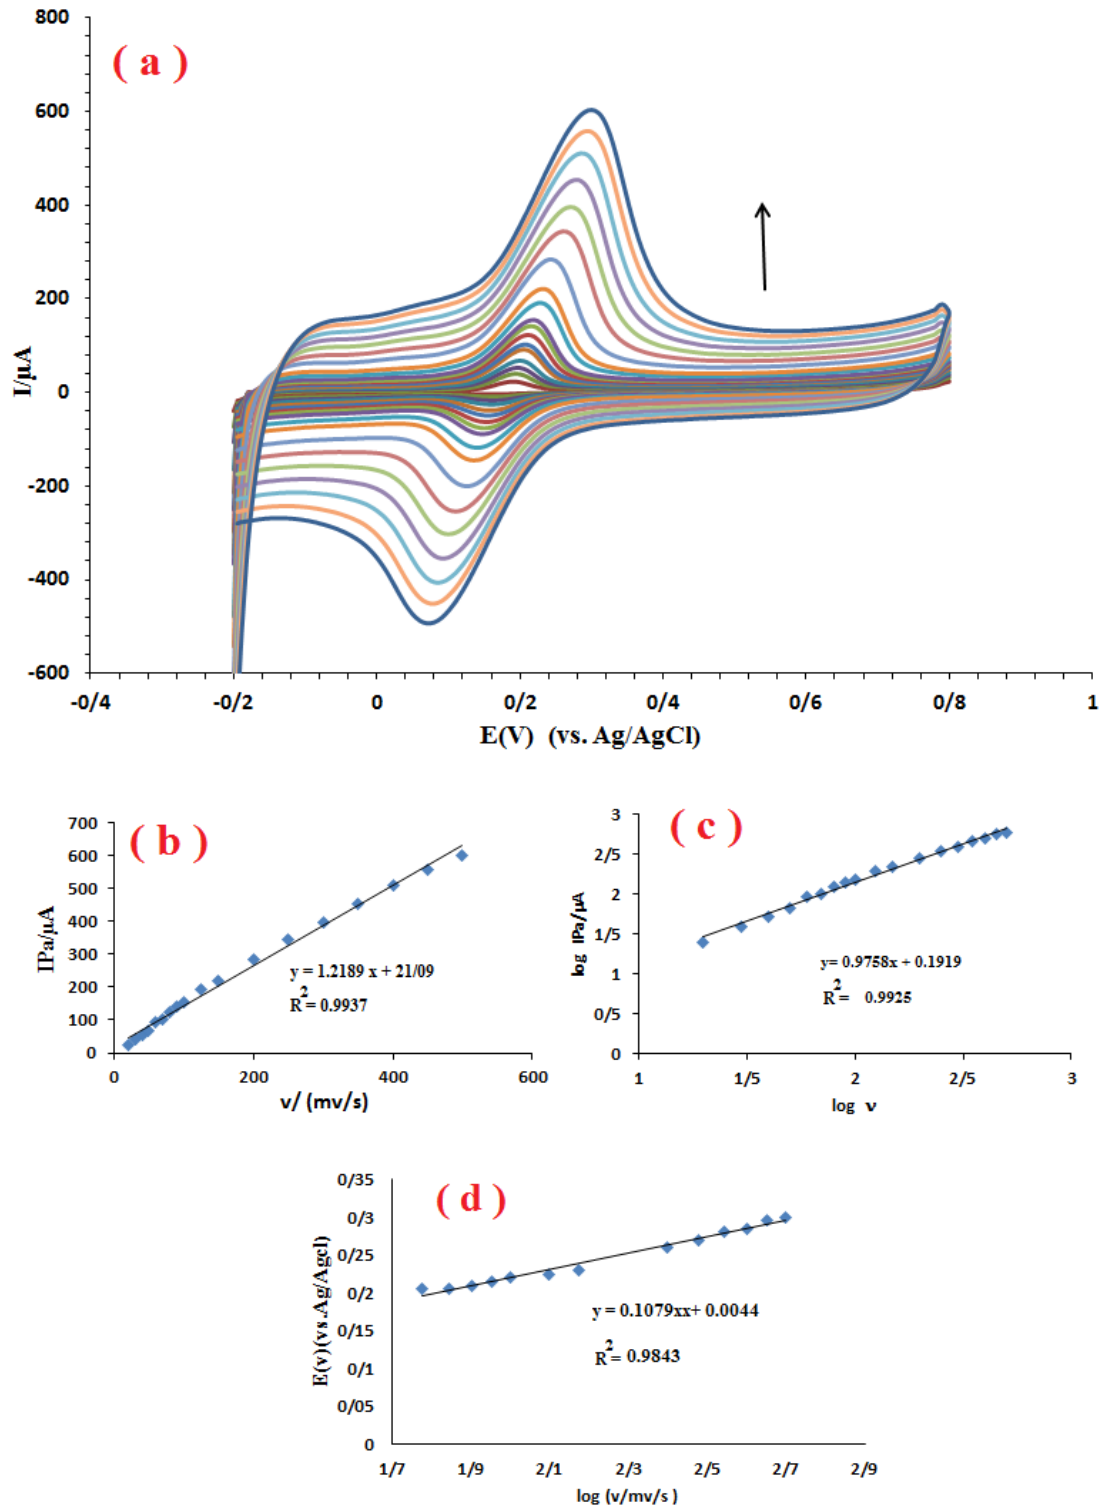 ( a )
800
600
400
200
0
-200
-400
-600
I/µA
-0/4 -0/2 0 0/2 0/4 0/6 0/8 1
E(V) (vs. Ag/AgCl)
( b )
700
600
500
400
300
200
100
0
IPa/µA
y = 1.2189 x + 21/09
R2 = 0.9937
0 200 400 600
v/ (mv/s)
( c )
3
2/5
2
1/5
1
0/5
0
log IPa/µA
y= 0.9758x + 0.1919
R2 = 0.9925
1 1/5 2 2/5 3
log ν
( d )
0/35
0/3
0/25
0/2
0/15
0/1
0/05
0
E(v)(vs.Ag/Agcl)
y = 0.1079xx+ 0.0044
R2 = 0.9843
1/7 1/9 2/1 2/3 2/5 2/7 2/9
log (v/mv/s )